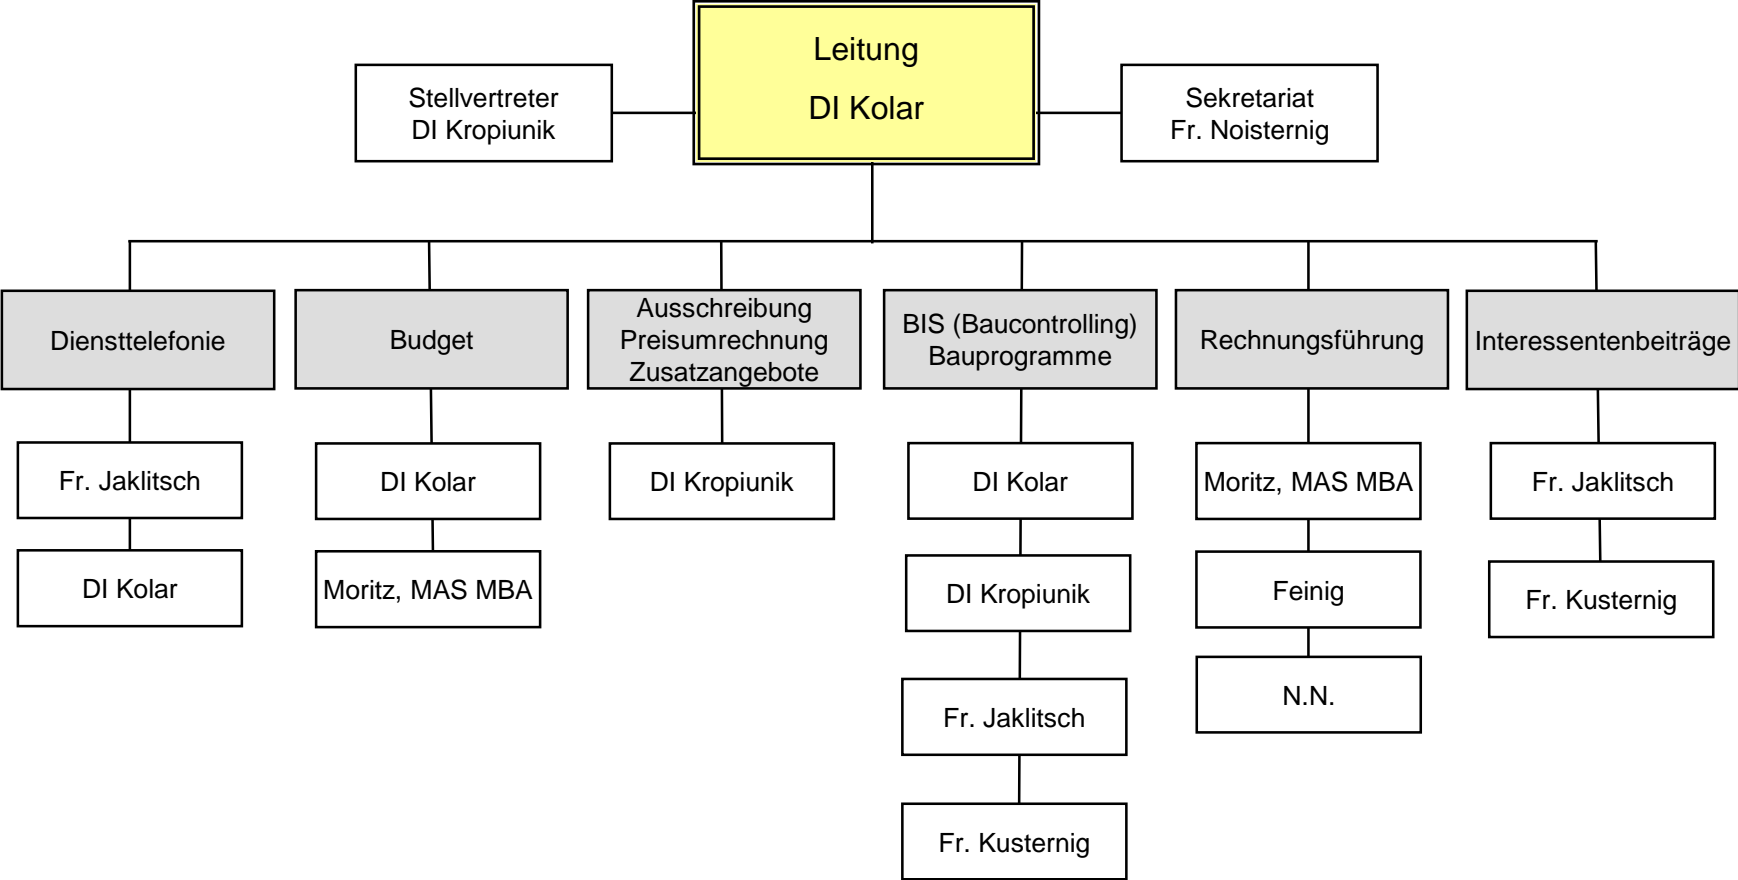 Leitung
DI Kolar
Stellvertreter
DI Kropiunik
Sekretariat
Fr. Noisternig
Diensttelefonie
Budget
Ausschreibung
Preisumrechnung
Zusatzangebote
BIS (Baucontrolling)
Bauprogramme
Rechnungsführung
Interessentenbeiträge
Fr. Jaklitsch
DI Kolar
DI Kolar
Moritz, MAS MBA
DI Kropiunik
DI Kolar
DI Kropiunik
Fr. Jaklitsch
Fr. Kusternig
Moritz, MAS MBA
Feinig
N.N.
Fr. Jaklitsch
Fr. Kusternig